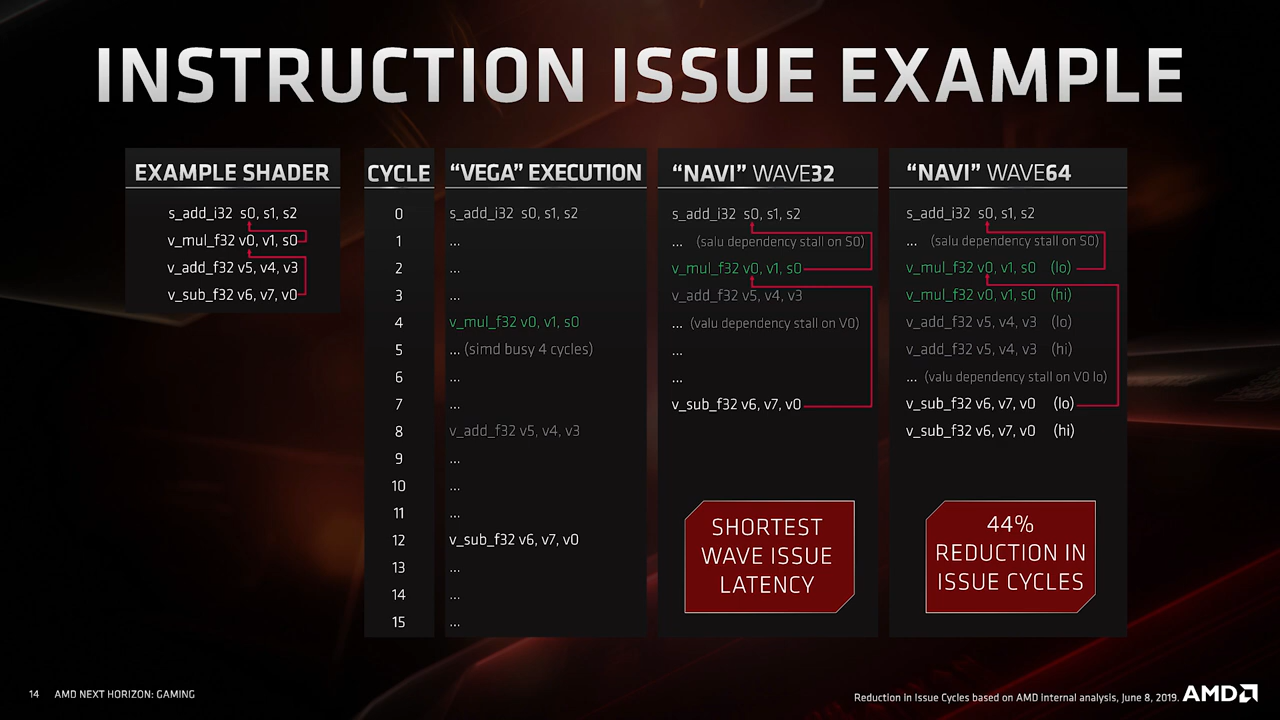 INSTRUCTION ISSUE EXAMPLE
EXAMPLE SHADER
s_add_i32 s0, s1, s2
v_mul_f32 v0, v1, s0
v_add_f32 v5, v4, v3
v_sub_f32 v6, v7, v0
CYCLE
0
1
2
3
4
5
6
7
8
9
10
11
12
13
14
15
“VEGA” EXECUTION
s_add_i32 s0, s1, s2
...
...
...
v_mul_f32 v0, v1, s0
... (simd busy 4 cycles)
...
...
v_add_f32 v5, v4, v3
...
...
...
v_sub_f32 v6, v7, v0
...
...
...
“NAVI” WAVE32
s_add_i32 s0, s1, s2
... (salu dependency stall on S0)
v_mul_f32 v0, v1, s0
v_add_f32 v5, v4, v3
... (valu dependency stall on V0)
...
...
v_sub_f32 v6, v7, v0
SHORTEST
WAVE ISSUE
LATENCY
“NAVI” WAVE64
s_add_i32 s0, s1, s2
... (salu dependency stall on S0)
v_mul_f32 v0, v1, s0 (lo)
v_mul_f32 v0, v1, s0 (hi)
v_add_f32 v5, v4, v3 (lo)
v_add_f32 v5, v4, v3 (hi)
... (valu dependency stall on V0 lo)
v_sub_f32 v6, v7, v0 (lo)
v_sub_f32 v6, v7, v0 (hi)
44%
REDUCTION IN
ISSUE CYCLES
14 AMD NEXT HORIZON: GAMING
Reduction in Issue Cycles based on AMD Internal analysis, June 8, 2019.
AMD